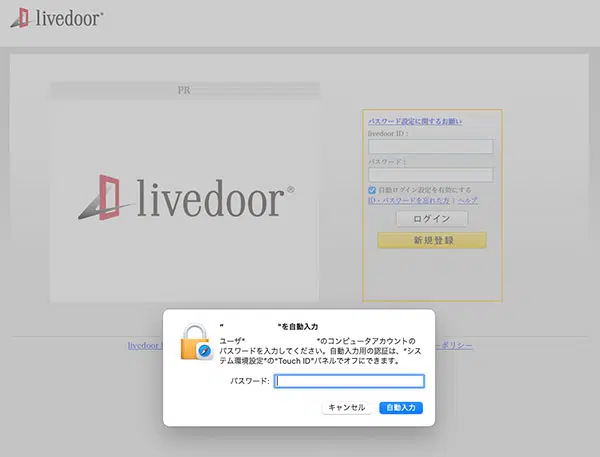 livedoor®
PR
livedoor®
パスワード設定に関するお願い
livedoor ID：
パスワード：
自動ログイン設定を有効にする
ID・パスワードを忘れた方 | ヘルプ
ログイン
新規登録
livedoor
ーポリシー
“ ”を自動入力
ユーザ“ ”のコンピュータアカウントの
パスワードを入力してください。自動入力用の認証は、“シス
テム環境設定”の“Touch ID”パネルでオフにできます。
パスワード:
キャンセル
自動入力